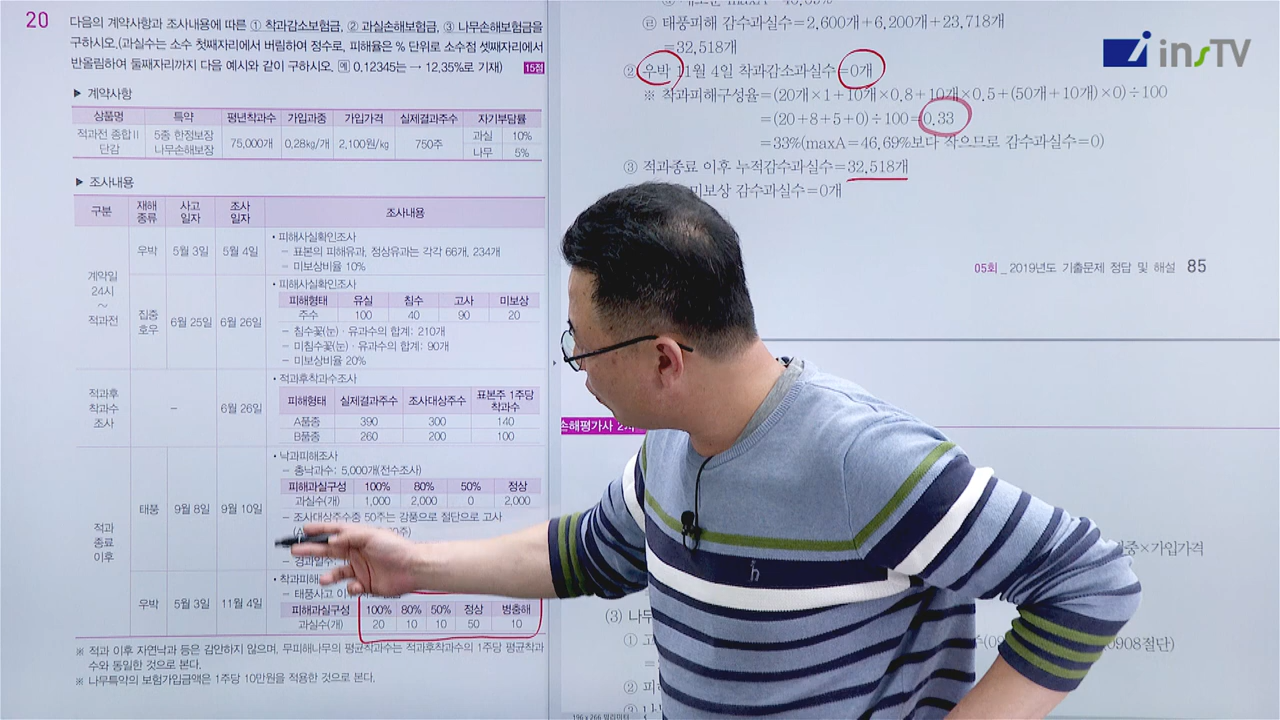 20 다음의 계약사항과 조사내용에 따른 ① 착과감소보험금, ② 과실손해보험금, ③ 나무손해보험금을
구하시오.(과실수는 소수 첫째자리에서 버림하여 정수로, 피해율은 % 단위로 소수점 셋째자리에서
반올림하여 둘째자리까지 다음 예시와 같이 구하시오. 예 0.12345는 → 12.35%로 기재) 15점
▶ 계약사항
상품명 특약 평년착과수 가입과중 가입가격 실제결과주수 자기부담률
적과전 종합Ⅱ 단감 5종 한정보장 나무손해보장 75,000개 0.28kg/개 2,100원/kg 750주 과실 10%
나무 5%
▶ 조사내용
구분 재해 종류 사고 일자 조사 일자 조사내용
계약일 24시 ~ 적과전
우박 5월 3일 5월 4일
• 피해사실확인조사
– 표본의 피해유과, 정상유과는 각각 66개, 234개
– 미보상비율 10%
집중 호우 6월 25일 6월 26일
• 피해사실확인조사
피해형태 유실 침수 고사 미보상
주수 100 40 90 20
– 침수꽃(눈)·유과수의 합계: 210개
– 미침수꽃(눈)·유과수의 합계: 90개
– 미보상비율 20%
적과후 착과수 조사 – 6월 26일
• 적과후착과수조사
피해형태 실제결과주수 조사대상주수 표본주 1주당 착과수
A품종 390 300 140
B품종 260 200 100
적과 종료 이후
태풍 9월 8일 9월 10일
• 낙과피해조사
– 총낙과수: 5,000개(전수조사)
피해과실구성 100% 80% 50% 정상
과실수(개) 1,000 2,000 0 2,000
– 조사대상주수중 50주는 강풍으로 절단으로 고사
우박 5월 3일 11월 4일
• 착과피해
– 태풍사고 이
피해과실구성 100% 80% 50% 정상 병충해
과실수(개) 20 10 10 50 10
※ 적과 이후 자연낙과 등은 감안하지 않으며, 무피해나무의 평균착과수는 적과후착과수의 1주당 평균착과
수와 동일한 것으로 본다.
※ 나무특약의 보험가입금액은 1주당 10만원을 적용한 것으로 본다.
㉣ 태풍피해 감수과실수=2,600개+6,200개+23,718개
=32,518개
② 우박 11월 4일 착과감소과실수=0개
※ 착과피해구성율=(20개×1+10개×0.8+10개×0.5+(50개+10개)×0)÷100
=(20+8+5+0)÷100=0.33
=33%(maxA=46.69%보다 작으므로 감수과실수=0)
③ 적과종료 이후 누적감수과실수=32,518개
미보상 감수과실수=0개
05회 _ 2019년도 기출문제 정답 및 해설 85
손해평가사 2차
중×가입가격
(3) 나무
① 고
0908절단)
② 피
196 x 266 밀리미터
insTV